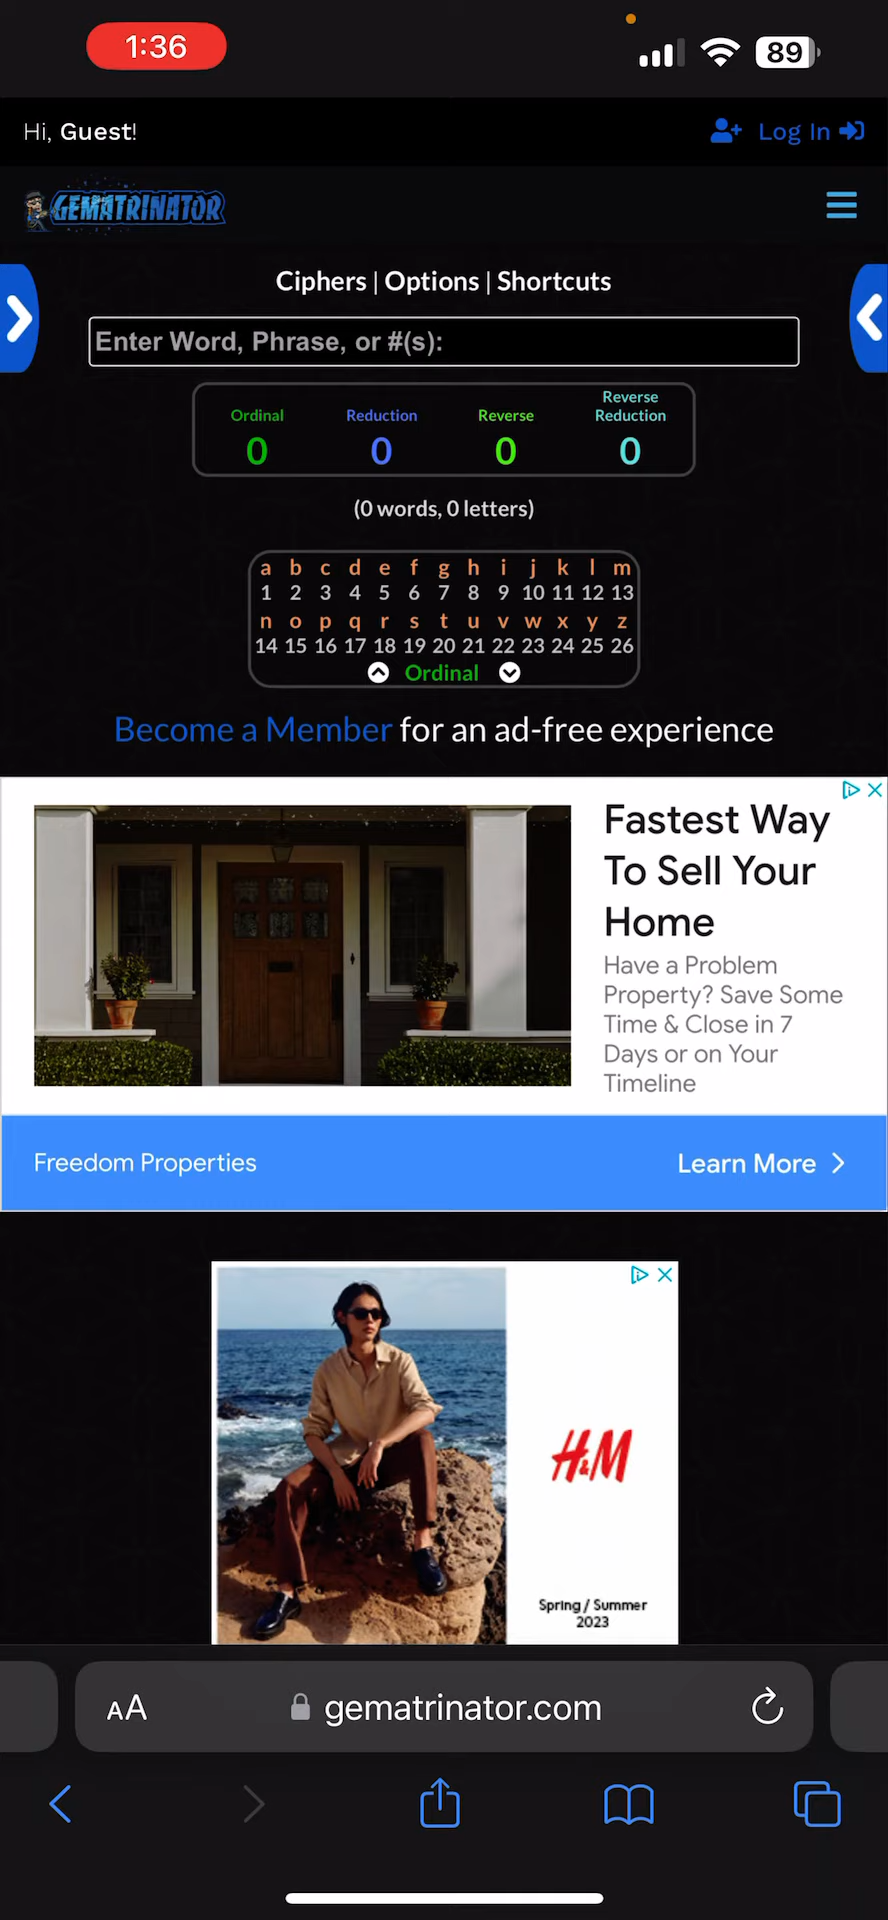 1:36
89
Hi, Guest!
Log In
GEMATRINATOR
Ciphers | Options | Shortcuts
Enter Word, Phrase, or #(s):
Ordinal Reduction Reverse Reverse Reduction
0 0 0 0
(0 words, 0 letters)
a b c d e f g h i j k l m
1 2 3 4 5 6 7 8 9 10 11 12 13
n o p q r s t u v w x y z
14 15 16 17 18 19 20 21 22 23 24 25 26
Ordinal
Become a Member for an ad-free experience
Fastest Way
To Sell Your
Home
Have a Problem
Property? Save Some
Time & Close in 7
Days or on Your
Timeline
Freedom Properties
Learn More
H&M
Spring / Summer
2023
AA
gematrinator.com